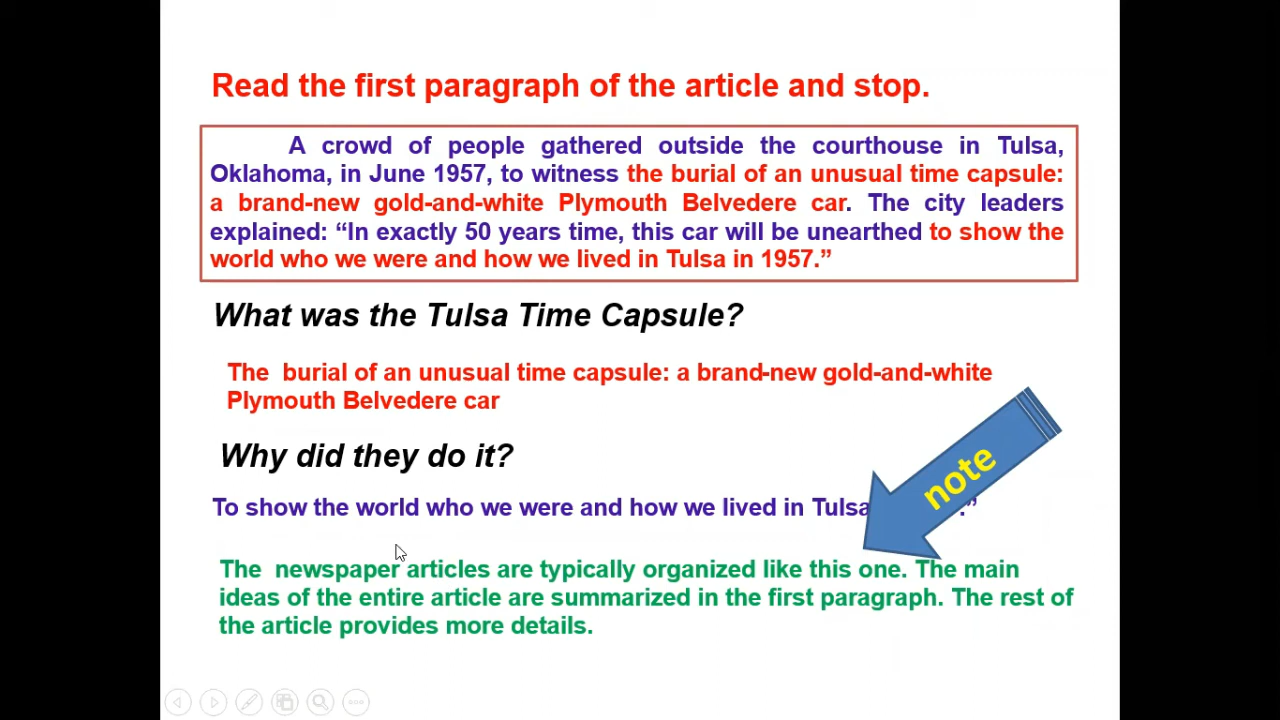 Read the first paragraph of the article and stop.
A crowd of people gathered outside the courthouse in Tulsa,
Oklahoma, in June 1957, to witness the burial of an unusual time capsule:
a brand-new gold-and-white Plymouth Belvedere car. The city leaders
explained: “In exactly 50 years time, this car will be unearthed to show the
world who we were and how we lived in Tulsa in 1957.”
What was the Tulsa Time Capsule?
The burial of an unusual time capsule: a brand-new gold-and-white
Plymouth Belvedere car
note
Why did they do it?
To show the world who we were and how we lived in Tulsa .”
The newspaper articles are typically organized like this one. The main
ideas of the entire article are summarized in the first paragraph. The rest of
the article provides more details.